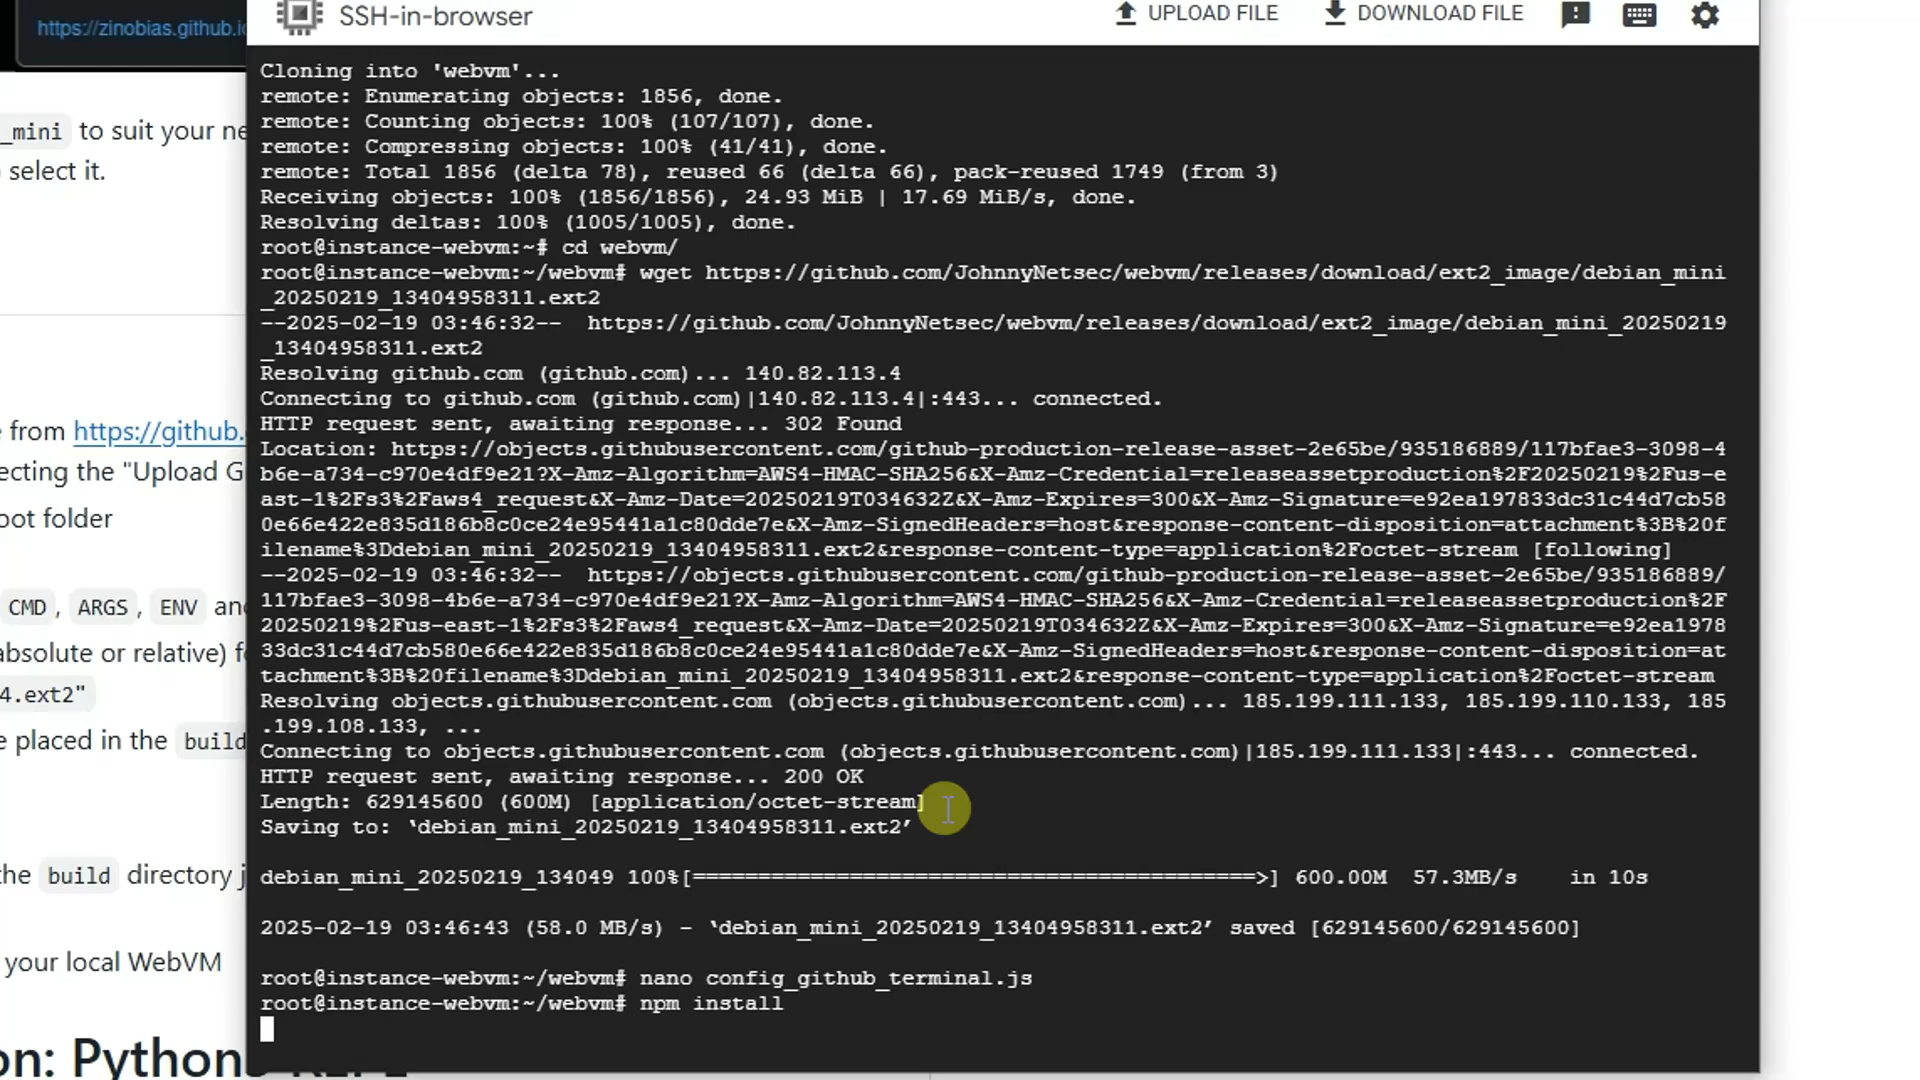 https://zinobias.github.io
SSH-in-browser
UPLOAD FILE
DOWNLOAD FILE
_mini to suit your ne
select it.
e from https://github.
ecting the "Upload G
oot folder
CMD, ARGS, ENV and
absolute or relative) f
4.ext2"
e placed in the build
the build directory j
your local WebVM
on: Python
Cloning into 'webvm'...
remote: Enumerating objects: 1856, done.
remote: Counting objects: 100% (107/107), done.
remote: Compressing objects: 100% (41/41), done.
remote: Total 1856 (delta 78), reused 66 (delta 66), pack-reused 1749 (from 3)
Receiving objects: 100% (1856/1856), 24.93 MiB | 17.69 MiB/s, done.
Resolving deltas: 100% (1005/1005), done.
root@instance-webvm:~# cd webvm/
root@instance-webvm:~/webvm# wget https://github.com/JohnnyNetsec/webvm/releases/download/ext2_image/debian_mini
_20250219_13404958311.ext2
--2025-02-19 03:46:32--  https://github.com/JohnnyNetsec/webvm/releases/download/ext2_image/debian_mini_20250219
_13404958311.ext2
Resolving github.com (github.com)... 140.82.113.4
Connecting to github.com (github.com)|140.82.113.4|:443... connected.
HTTP request sent, awaiting response... 302 Found
Location: https://objects.githubusercontent.com/github-production-release-asset-2e65be/935186889/117bfae3-3098-4
b6e-a734-c970e4df9e21?X-Amz-Algorithm=AWS4-HMAC-SHA256&X-Amz-Credential=releaseassetproduction%2F20250219%2Fus-e
ast-1%2Fs3%2Faws4_request&X-Amz-Date=20250219T034632Z&X-Amz-Expires=300&X-Amz-Signature=e92ea197833dc31c44d7cb58
0e66e422e835d186b8c0ce24e95441a1c80dde7e&X-Amz-SignedHeaders=host&response-content-disposition=attachment%3B%20f
ilename%3Ddebian_mini_20250219_13404958311.ext2&response-content-type=application%2Foctet-stream [following]
--2025-02-19 03:46:32--  https://objects.githubusercontent.com/github-production-release-asset-2e65be/935186889/
117bfae3-3098-4b6e-a734-c970e4df9e21?X-Amz-Algorithm=AWS4-HMAC-SHA256&X-Amz-Credential=releaseassetproduction%2F
20250219%2Fus-east-1%2Fs3%2Faws4_request&X-Amz-Date=20250219T034632Z&X-Amz-Expires=300&X-Amz-Signature=e92ea1978
33dc31c44d7cb580e66e422e835d186b8c0ce24e95441a1c80dde7e&X-Amz-SignedHeaders=host&response-content-disposition=at
tachment%3B%20filename%3Ddebian_mini_20250219_13404958311.ext2&response-content-type=application%2Foctet-stream
Resolving objects.githubusercontent.com (objects.githubusercontent.com)... 185.199.111.133, 185.199.110.133, 185
.199.108.133, ...
Connecting to objects.githubusercontent.com (objects.githubusercontent.com)|185.199.111.133|:443... connected.
HTTP request sent, awaiting response... 200 OK
Length: 629145600 (600M) [application/octet-stream]
Saving to: ‘debian_mini_20250219_13404958311.ext2’
debian_mini_20250219_134049 100%[===========================================>] 600.00M  57.3MB/s    in 10s
2025-02-19 03:46:43 (58.0 MB/s) - ‘debian_mini_20250219_13404958311.ext2’ saved [629145600/629145600]
root@instance-webvm:~/webvm# nano config_github_terminal.js
root@instance-webvm:~/webvm# npm install